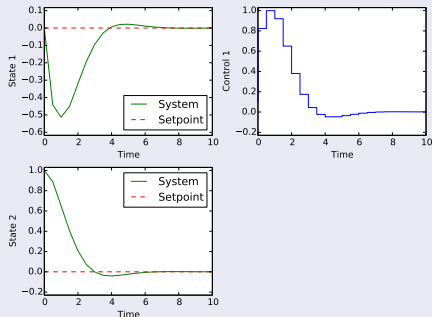 0.1
0.0
−0.1
−0.2
−0.3
−0.4
−0.5
−0.6
State 1
System
Setpoint
0 2 4 6 8 10
Time
1.0
0.8
0.6
0.4
0.2
0.0
−0.2
Control 1
0 2 4 6 8 10
Time
1.0
0.8
0.6
0.4
0.2
0.0
−0.2
State 2
System
Setpoint
0 2 4 6 8 10
Time